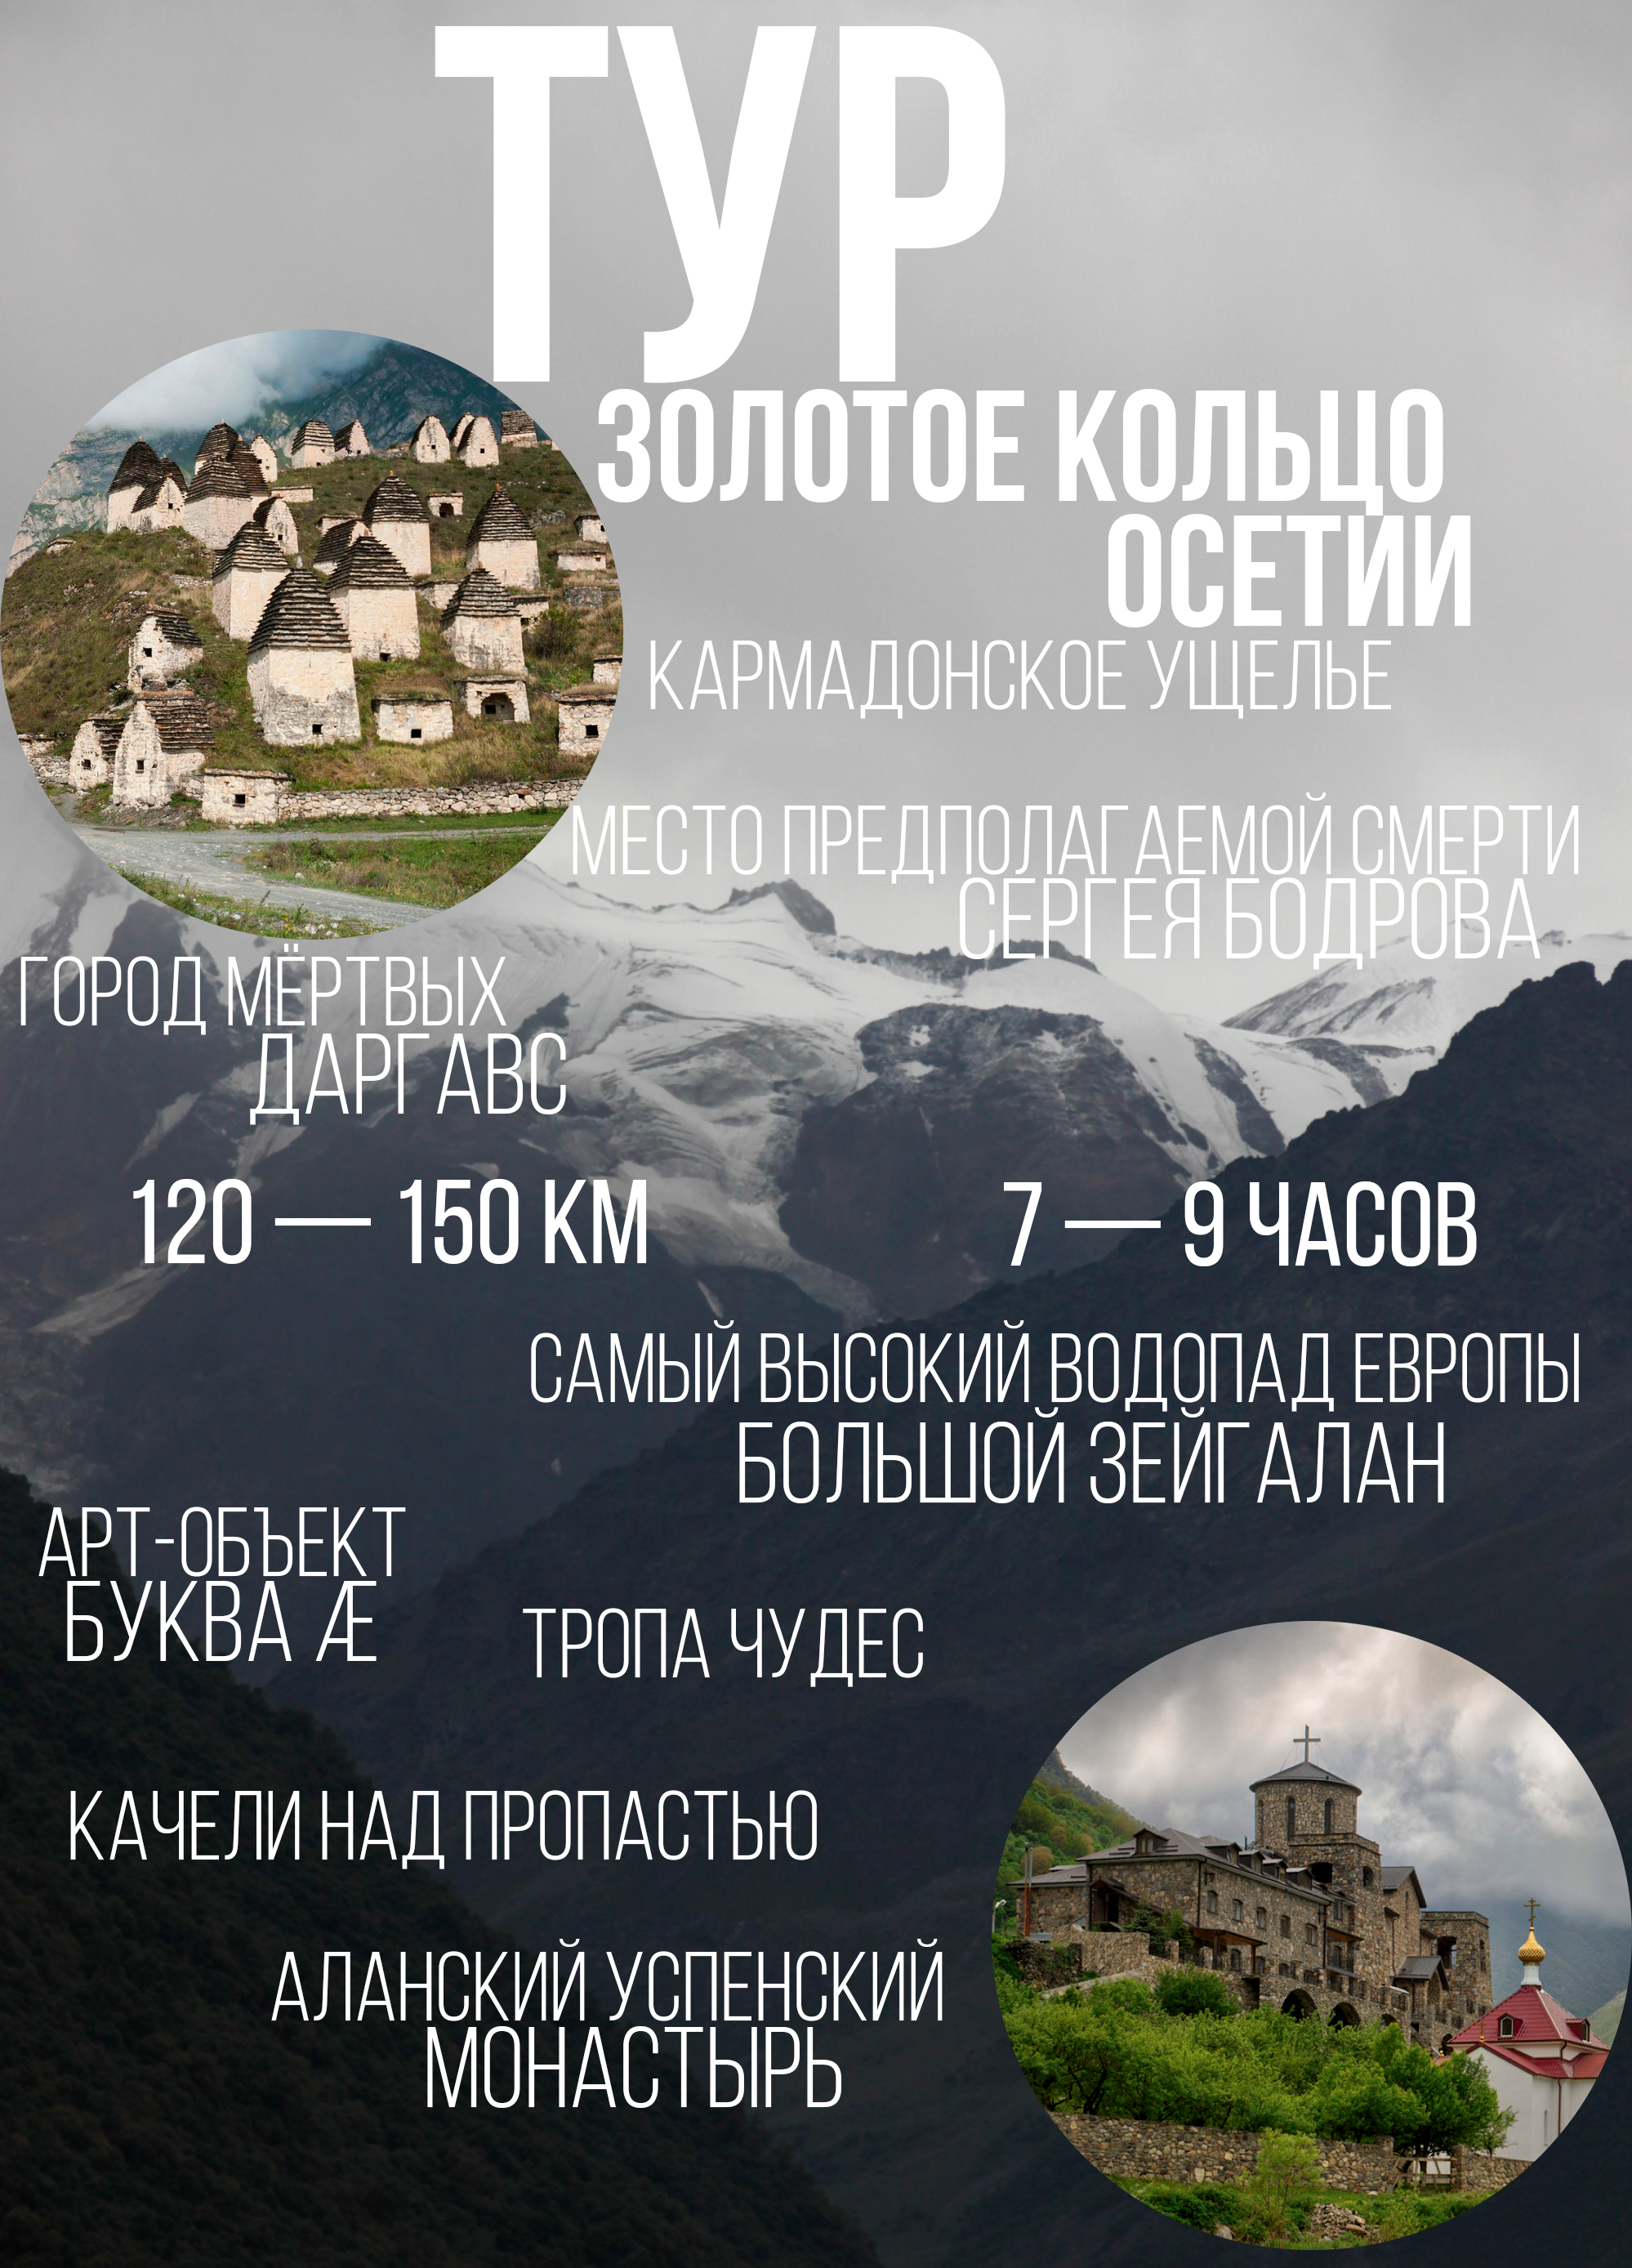 ТУР
ЗОЛОТОЕ КОЛЬЦО
ОСЕТИИ
КАРМАДОНСКОЕ УЩЕЛЬЕ
МЕСТО ПРЕДПОЛАГАЕМОЙ СМЕРТИ
СЕРГЕЯ БОДРОВА
ГОРОД МЁРТВЫХ
ДАРГАВС
120 — 150 КМ
7 — 9 ЧАСОВ
САМЫЙ ВЫСОКИЙ ВОДОПАД ЕВРОПЫ
БОЛЬШОЙ ЗЕЙГАЛАН
АРТ-ОБЪЕКТ
БУКВА Æ
ТРОПА ЧУДЕС
КАЧЕЛИ НАД ПРОПАСТЬЮ
АЛАНСКИЙ УСПЕНСКИЙ
МОНАСТЫРЬ